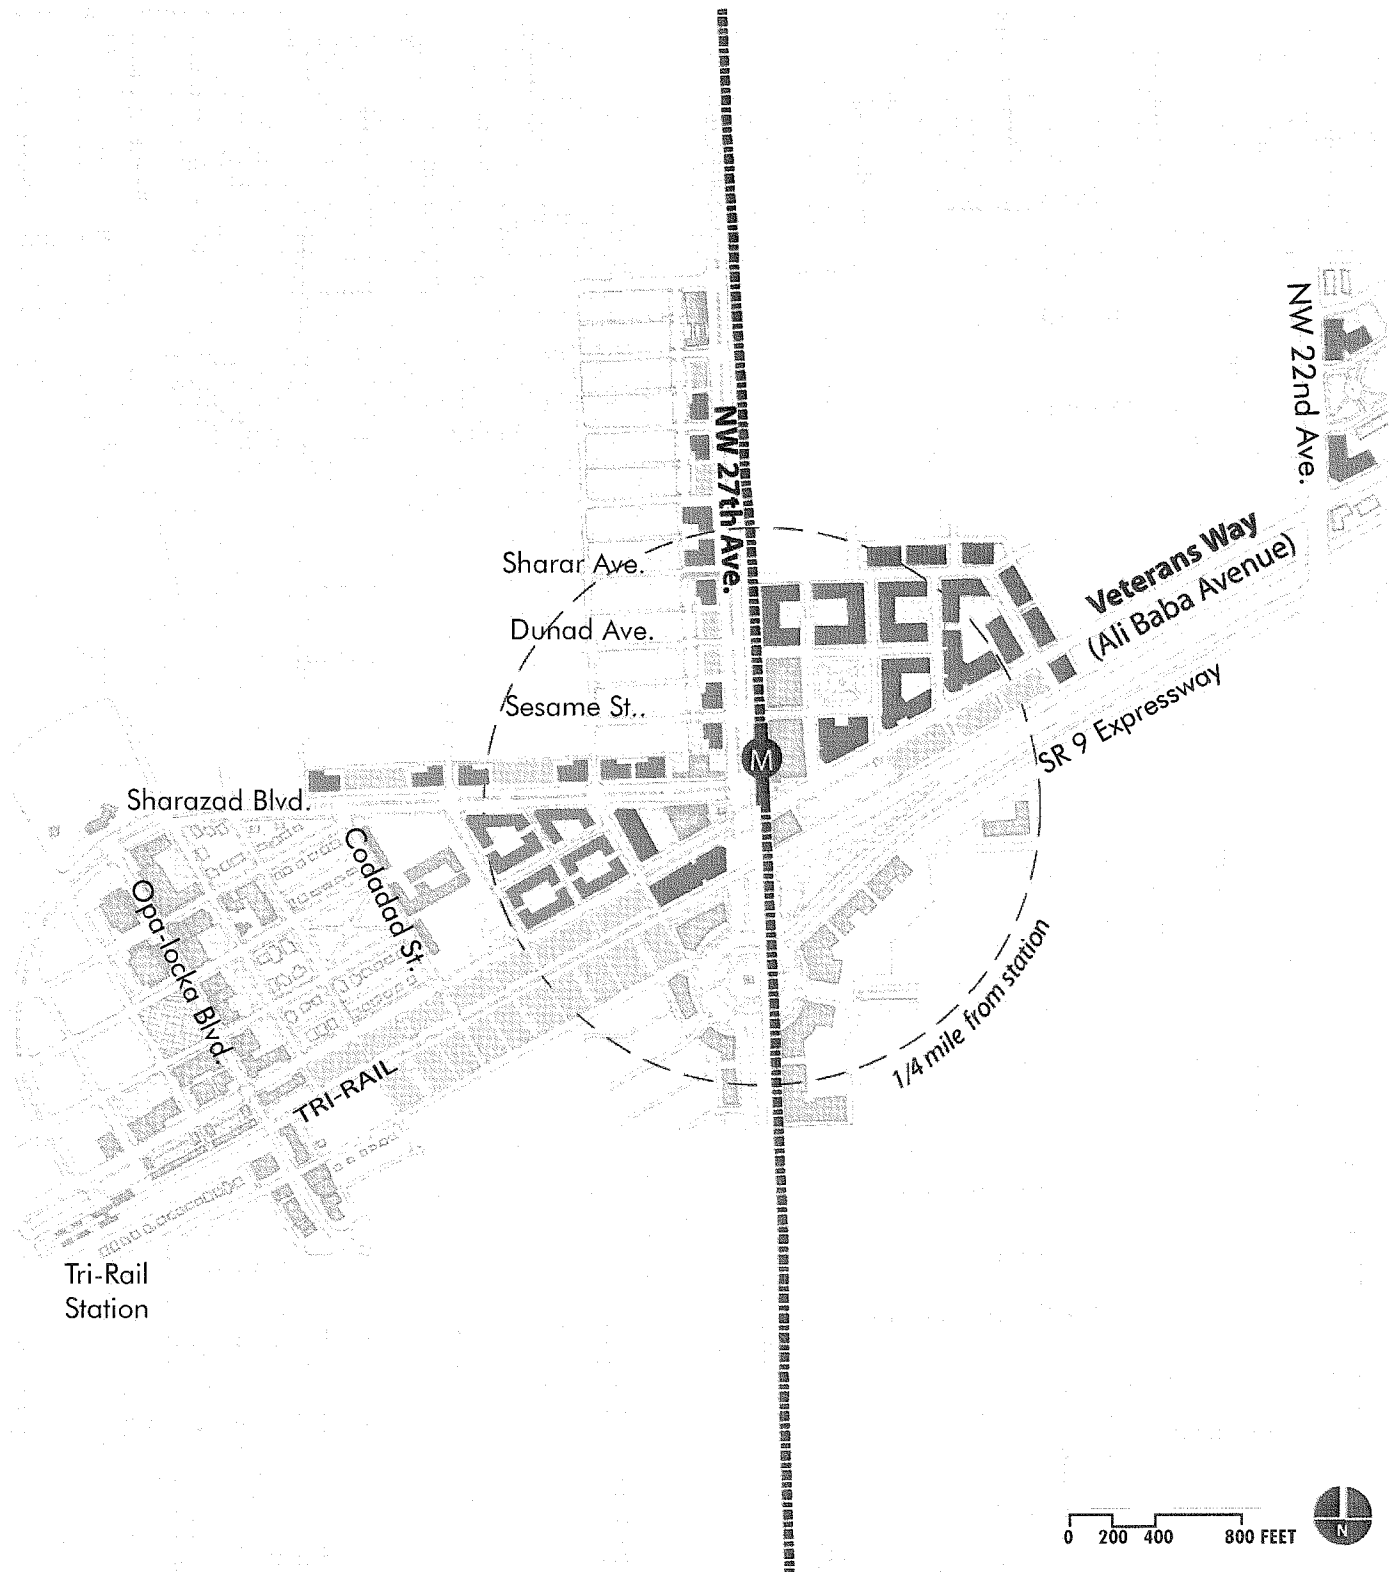 NW 27th Ave.
NW 22nd Ave.
Sharar Ave.
Dunad Ave.
Sesame St..
Veterans Way
(Ali Baba Avenue)
SR 9 Expressway
M
Sharazad Blvd.
Codadad St.
Opa-locka Blvd.
1/4 mile from station
TRI-RAIL
Tri-Rail
Station
0 200 400 800 FEET
N